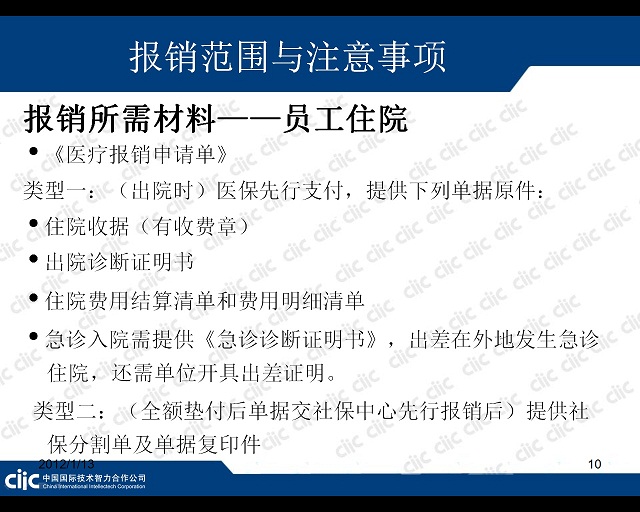 报销范围与注意事项
报销所需材料——员工住院
•《医疗报销申请单》
类型一：（出院时）医保先行支付，提供下列单据原件：
•住院收据（有收费章）
•出院诊断证明书
•住院费用结算清单和费用明细清单
•急诊入院需提供《急诊诊断证明书》，出差在外地发生急诊
住院，还需单位开具出差证明。
类型二：（全额垫付后单据交社保中心先行报销后）提供社
保分割单及单据复印件
2012/1/13
10
ciic 中国国际技术智力合作公司
China International Intellectech Corporation